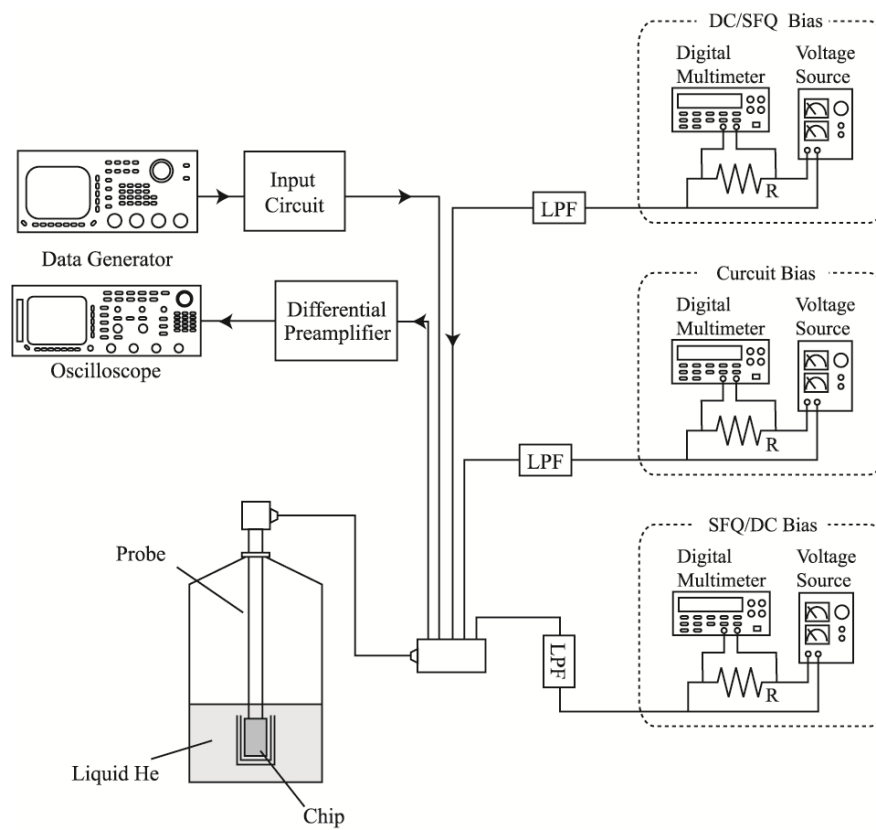 DC/SFQ Bias
Digital
Multimeter
Voltage
Source
R
LPF
Input
Circuit
Data Generator
Differential
Preamplifier
Oscilloscope
Curcuit Bias
Digital
Multimeter
Voltage
Source
R
LPF
SFQ/DC Bias
Digital
Multimeter
Voltage
Source
R
LPF
Probe
Liquid He
Chip